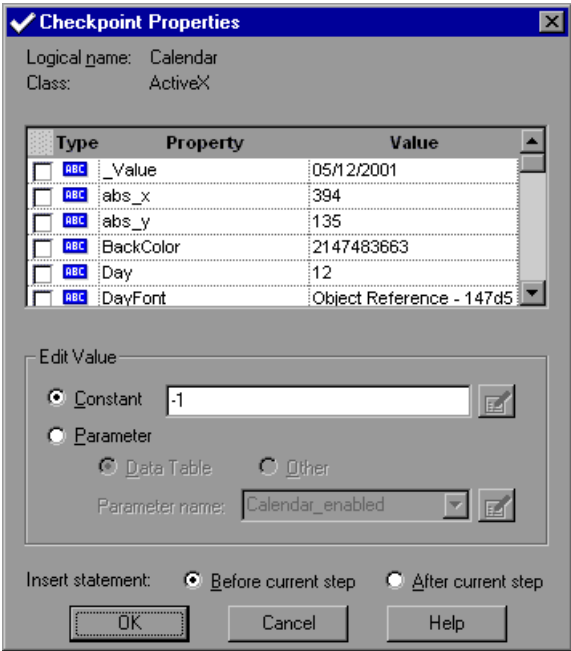 Checkpoint Properties
Logical name: Calendar
Class: ActiveX
Type Property Value
ABC _Value 05/12/2001
ABC abs_x 394
ABC abs_y 135
ABC BackColor 2147483663
ABC Day 12
ABC DayFont Object Reference - 147d5
Edit Value
Constant -1
Parameter
Data Table Other
Parameter name: Calendar_enabled
Insert statement: Before current step After current step
OK Cancel Help